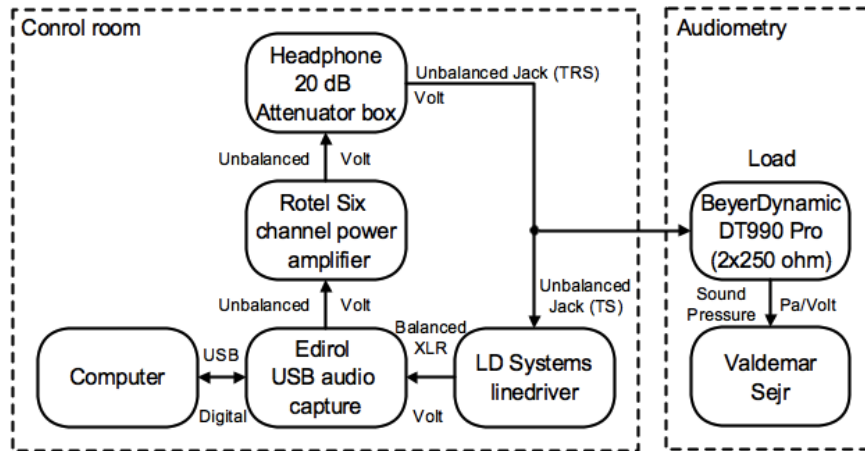 Conrol room
Audiometry
Headphone
20 dB
Attenuator box
Unbalanced Jack (TRS)
Volt
Unbalanced
Volt
Load
Rotel Six
channel power
amplifier
BeyerDynamic
DT990 Pro
(2x250 ohm)
Unbalanced
Volt
Unbalanced
Jack (TS)
Sound
Pressure
Pa/Volt
Computer
USB
Digital
Edirol
USB audio
capture
Balanced
XLR
Volt
LD Systems
linedriver
Valdemar
Sejr